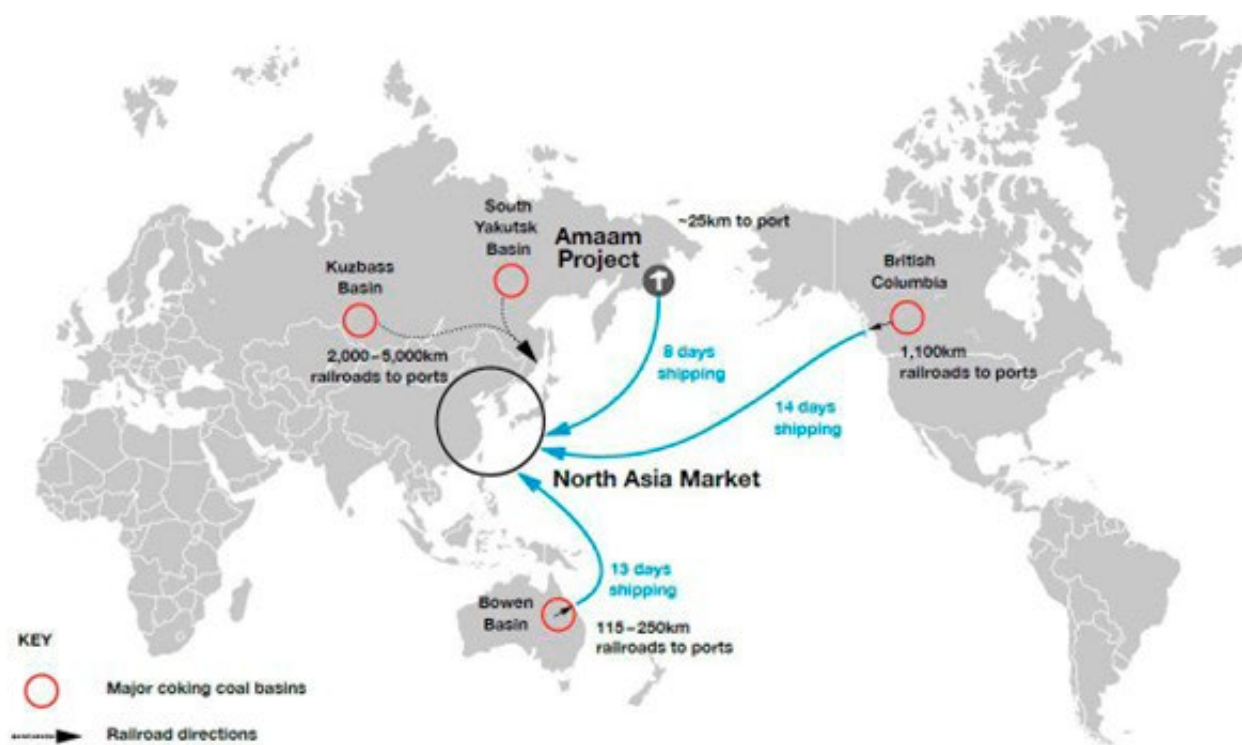 ~25km to port
South
Yakutsk
Basin
Amaam
Project
Kuzbass
Basin
British
Columbia
2,000–5,000km
railroads to ports
8 days
shipping
1,100km
railroads to ports
14 days
shipping
North Asia Market
13 days
shipping
Bowen
Basin
115–250km
railroads to ports
KEY
Major coking coal basins
Railroad directions